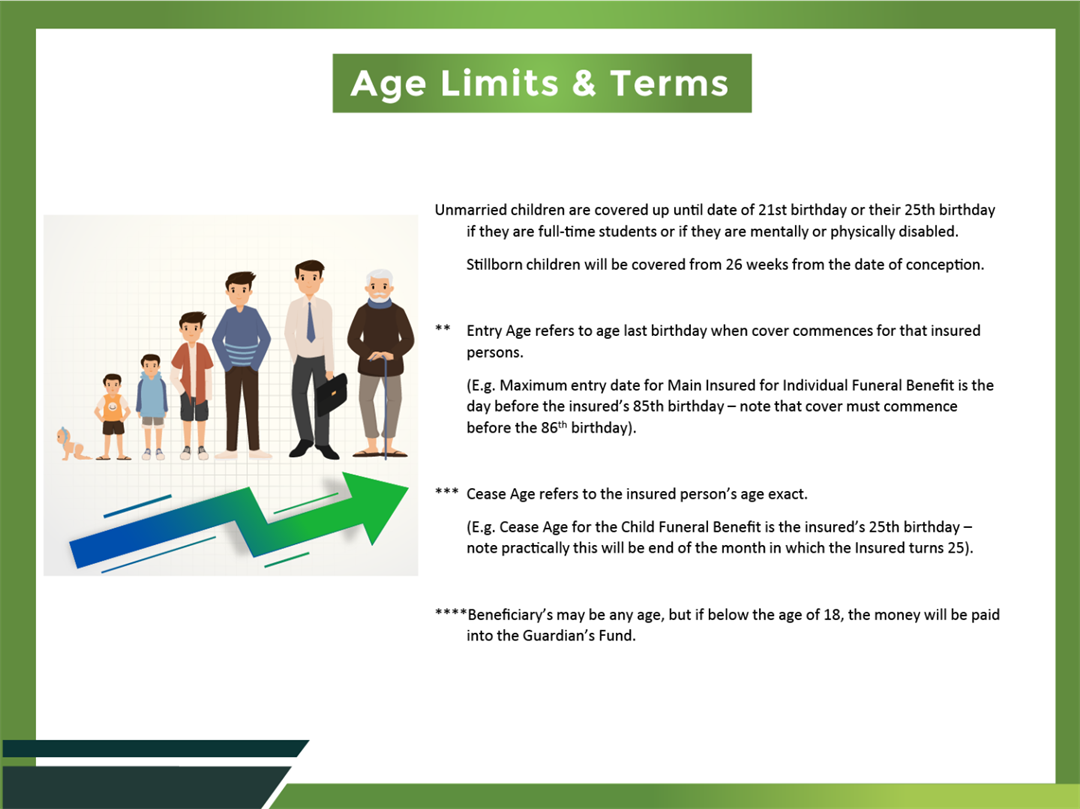 Age Limits & Terms
Unmarried children are covered up until date of 21st birthday or their 25th birthday
if they are full-time students or if they are mentally or physically disabled.
Stillborn children will be covered from 26 weeks from the date of conception.
** Entry Age refers to age last birthday when cover commences for that insured
persons.
(E.g. Maximum entry date for Main Insured for Individual Funeral Benefit is the
day before the insured’s 85th birthday – note that cover must commence
before the 86th birthday).
*** Cease Age refers to the insured person’s age exact.
(E.g. Cease Age for the Child Funeral Benefit is the insured’s 25th birthday –
note practically this will be end of the month in which the Insured turns 25).
****Beneficiary’s may be any age, but if below the age of 18, the money will be paid
into the Guardian’s Fund.